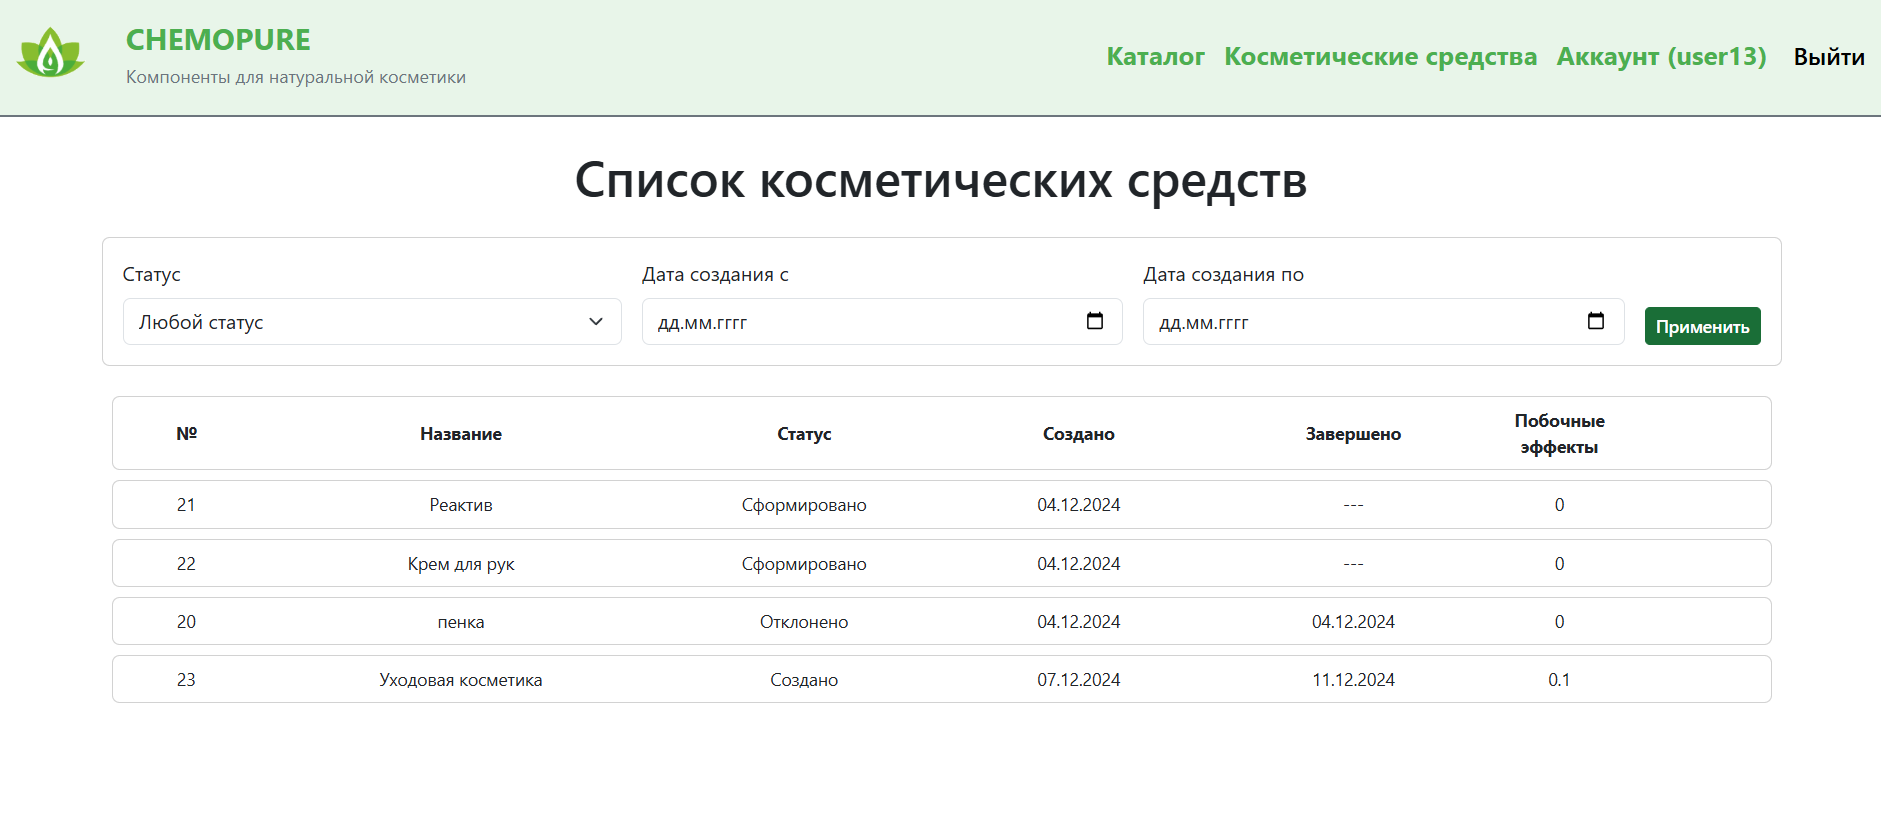 CHEMOPURE
Компоненты для натуральной косметики
Каталог Косметические средства Аккаунт (user13) Выйти
Список косметических средств
Статус Дата создания с Дата создания по
Любой статус дд.мм.гггг дд.мм.гггг Применить
№ Название Статус Создано Завершено Побочные эффекты
21 Реактив Сформировано 04.12.2024 --- 0
22 Крем для рук Сформировано 04.12.2024 --- 0
20 пенка Отклонено 04.12.2024 04.12.2024 0
23 Уходовая косметика Создано 07.12.2024 11.12.2024 0.1